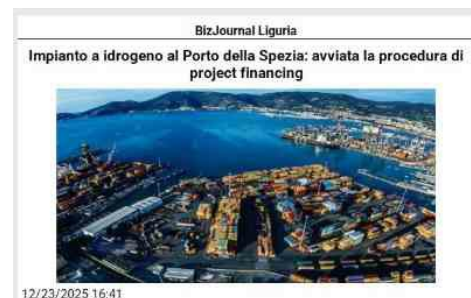 BizJournal Liguria
Impianto a idrogeno al Porto della Spezia: avviata la procedura di
project financing
12/23/2025 16:41